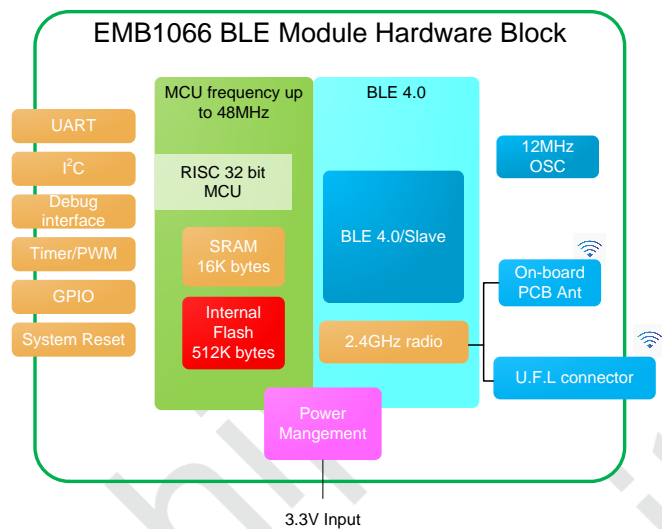 EMB1066 BLE Module Hardware Block
MCU frequency up
to 48MHz
BLE 4.0
UART
I²C
Debug
interface
Timer/PWM
GPIO
System Reset
RISC 32 bit
MCU
SRAM
16K bytes
Internal
Flash
512K bytes
BLE 4.0/Slave
2.4GHz radio
12MHz
OSC
On-board
PCB Ant
U.F.L connector
Power
Mangement
3.3V Input